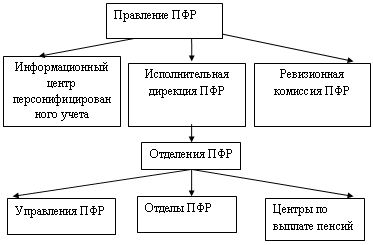 Правление ПФР
Информационный
центр
персонифицирован
ного учета
Исполнительная
дирекция ПФР
Ревизионная
комиссия ПФР
Отделения ПФР
Управления ПФР
Отделы ПФР
Центры по
выплате пенсий